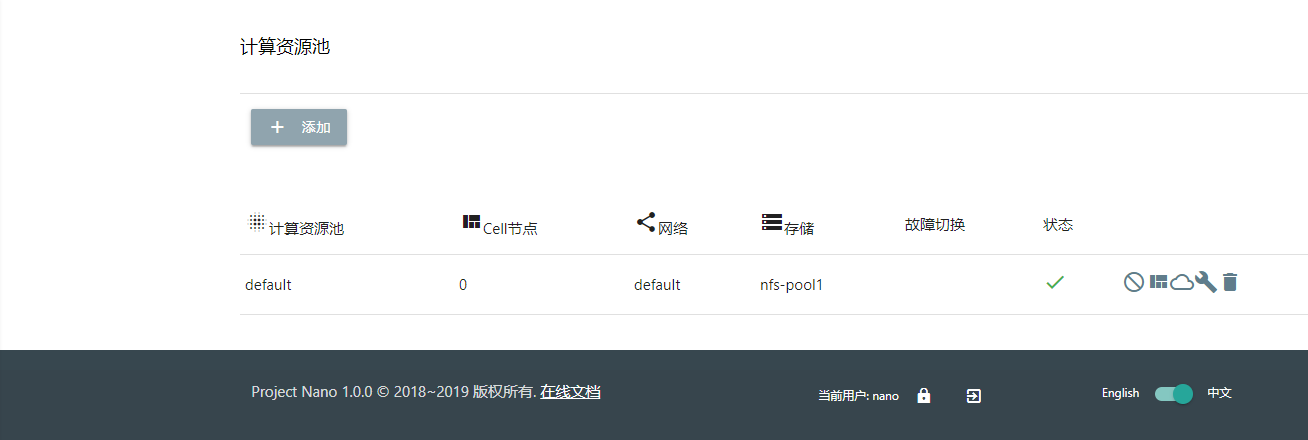 计算资源池
添加
计算资源池 Cell节点 网络 存储 故障切换 状态
default 0 default nfs-pool1
Project Nano 1.0.0 © 2018~2019 版权所有. 在线文档 当前用户: nano English 中文